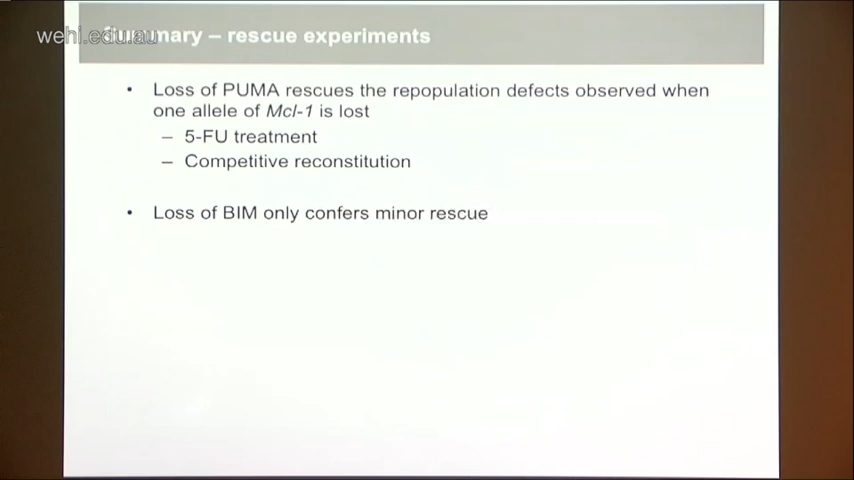 wehi.edu.au
Summary – rescue experiments
• Loss of PUMA rescues the repopulation defects observed when
one allele of Mcl-1 is lost
– 5-FU treatment
– Competitive reconstitution
• Loss of BIM only confers minor rescue